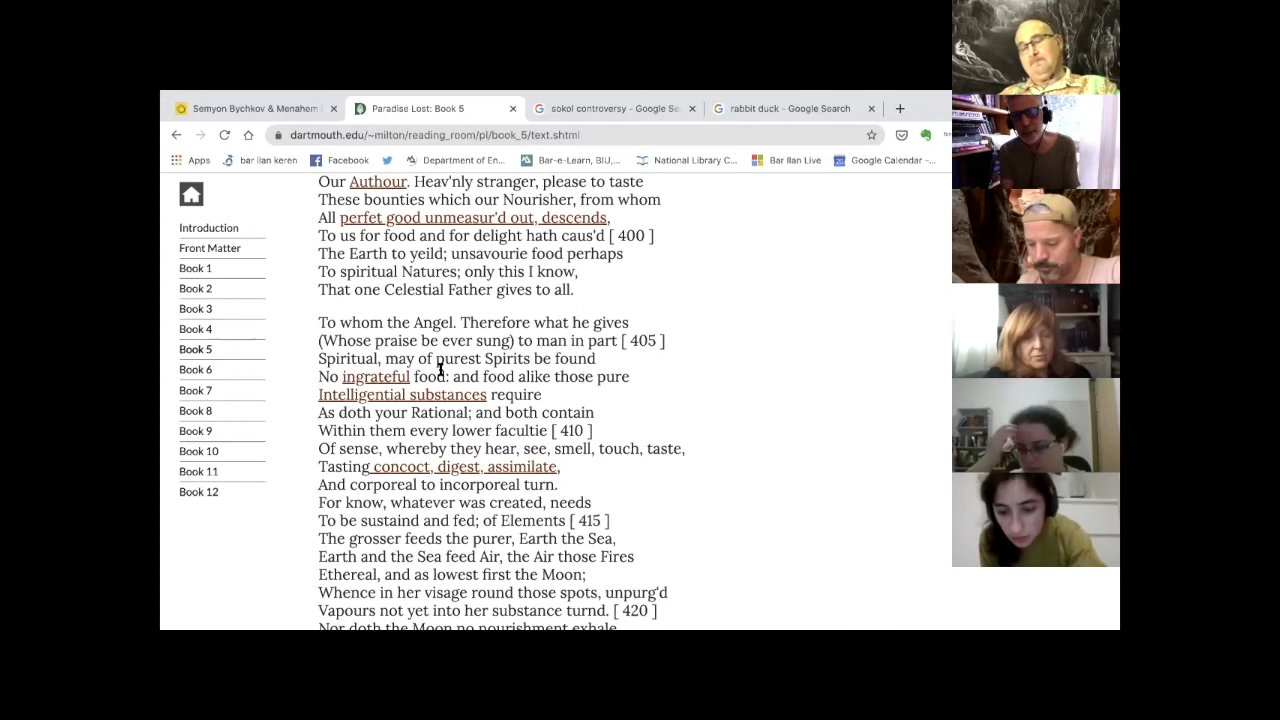 Semyon Bychkov & Menahem
Paradise Lost: Book 5
sokol controversy - Google Se
rabbit duck - Google Search
dartmouth.edu/~milton/reading_room/pl/book_5/text.shtml
Apps
bar ilan keren
Facebook
Department of En...
Bar-e-Learn, BIU,...
National Library C...
Bar Ilan Live
Google Calendar -...
Introduction
Front Matter
Book 1
Book 2
Book 3
Book 4
Book 5
Book 6
Book 7
Book 8
Book 9
Book 10
Book 11
Book 12
Our Authour. Heav'nly stranger, please to taste
These bounties which our Nourisher, from whom
All perfet good unmeasur'd out, descends,
To us for food and for delight hath caus'd [ 400 ]
The Earth to yeild; unsavourie food perhaps
To spiritual Natures; only this I know,
That one Celestial Father gives to all.
To whom the Angel. Therefore what he gives
(Whose praise be ever sung) to man in part [ 405 ]
Spiritual, may of purest Spirits be found
No ingrateful food: and food alike those pure
Intelligential substances require
As doth your Rational; and both contain
Within them every lower facultie [ 410 ]
Of sense, whereby they hear, see, smell, touch, taste,
Tasting concoct, digest, assimilate,
And corporeal to incorporeal turn.
For know, whatever was created, needs
To be sustaind and fed; of Elements [ 415 ]
The grosser feeds the purer, Earth the Sea,
Earth and the Sea feed Air, the Air those Fires
Ethereal, and as lowest first the Moon;
Whence in her visage round those spots, unpurg'd
Vapours not yet into her substance turnd. [ 420 ]
Nor doth the Moon no nourishment exhale